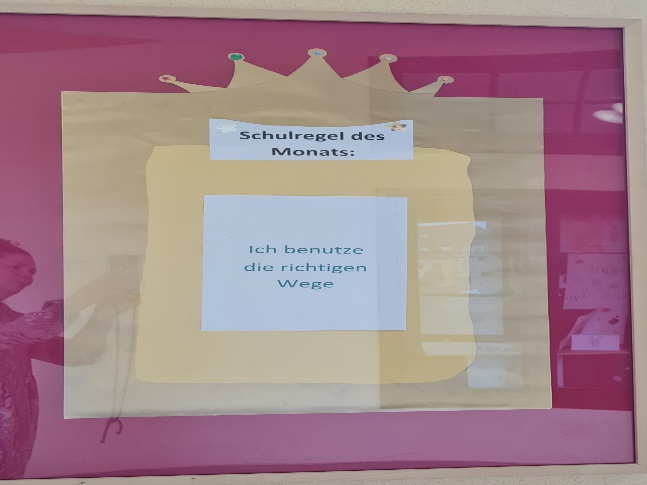 Schulregel des
Monats:
Ich benutze
die richtigen
Wege